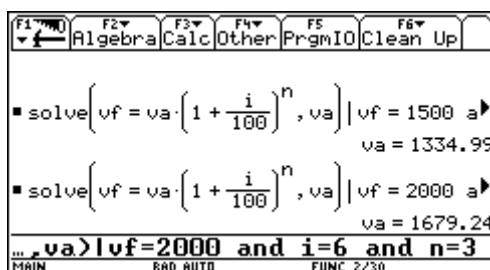 F1 F2 F3 F4 F5 F6
Algebra Calc Other PrgmIO Clean Up
solve(vf = va·(1 + i/100)^n, va)|vf = 1500 a
va = 1334.99
solve(vf = va·(1 + i/100)^n, va)|vf = 2000 a
va = 1679.24
…,va)|vf=2000 and i=6 and n=3
MAIN RAD AUTO FUNC 2/30